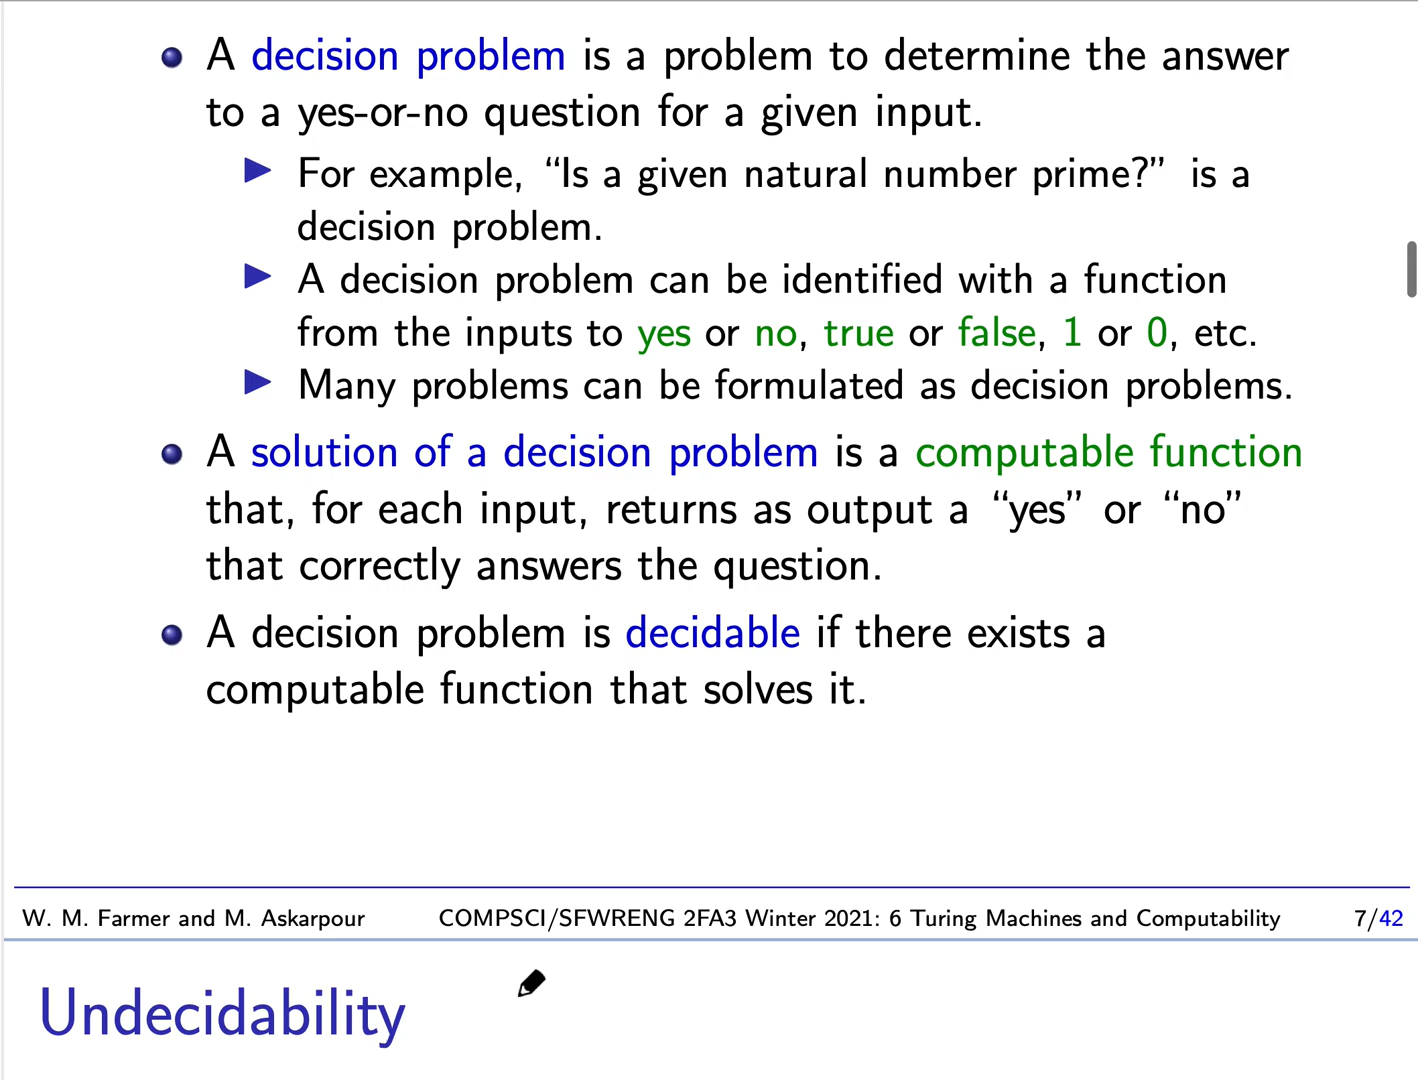 A decision problem is a problem to determine the answer
to a yes-or-no question for a given input.
For example, “Is a given natural number prime?” is a
decision problem.
A decision problem can be identified with a function
from the inputs to yes or no, true or false, 1 or 0, etc.
Many problems can be formulated as decision problems.
A solution of a decision problem is a computable function
that, for each input, returns as output a “yes” or “no”
that correctly answers the question.
A decision problem is decidable if there exists a
computable function that solves it.
W. M. Farmer and M. Askarpour COMPSCI/SFWRENG 2FA3 Winter 2021: 6 Turing Machines and Computability 7/42
Undecidability